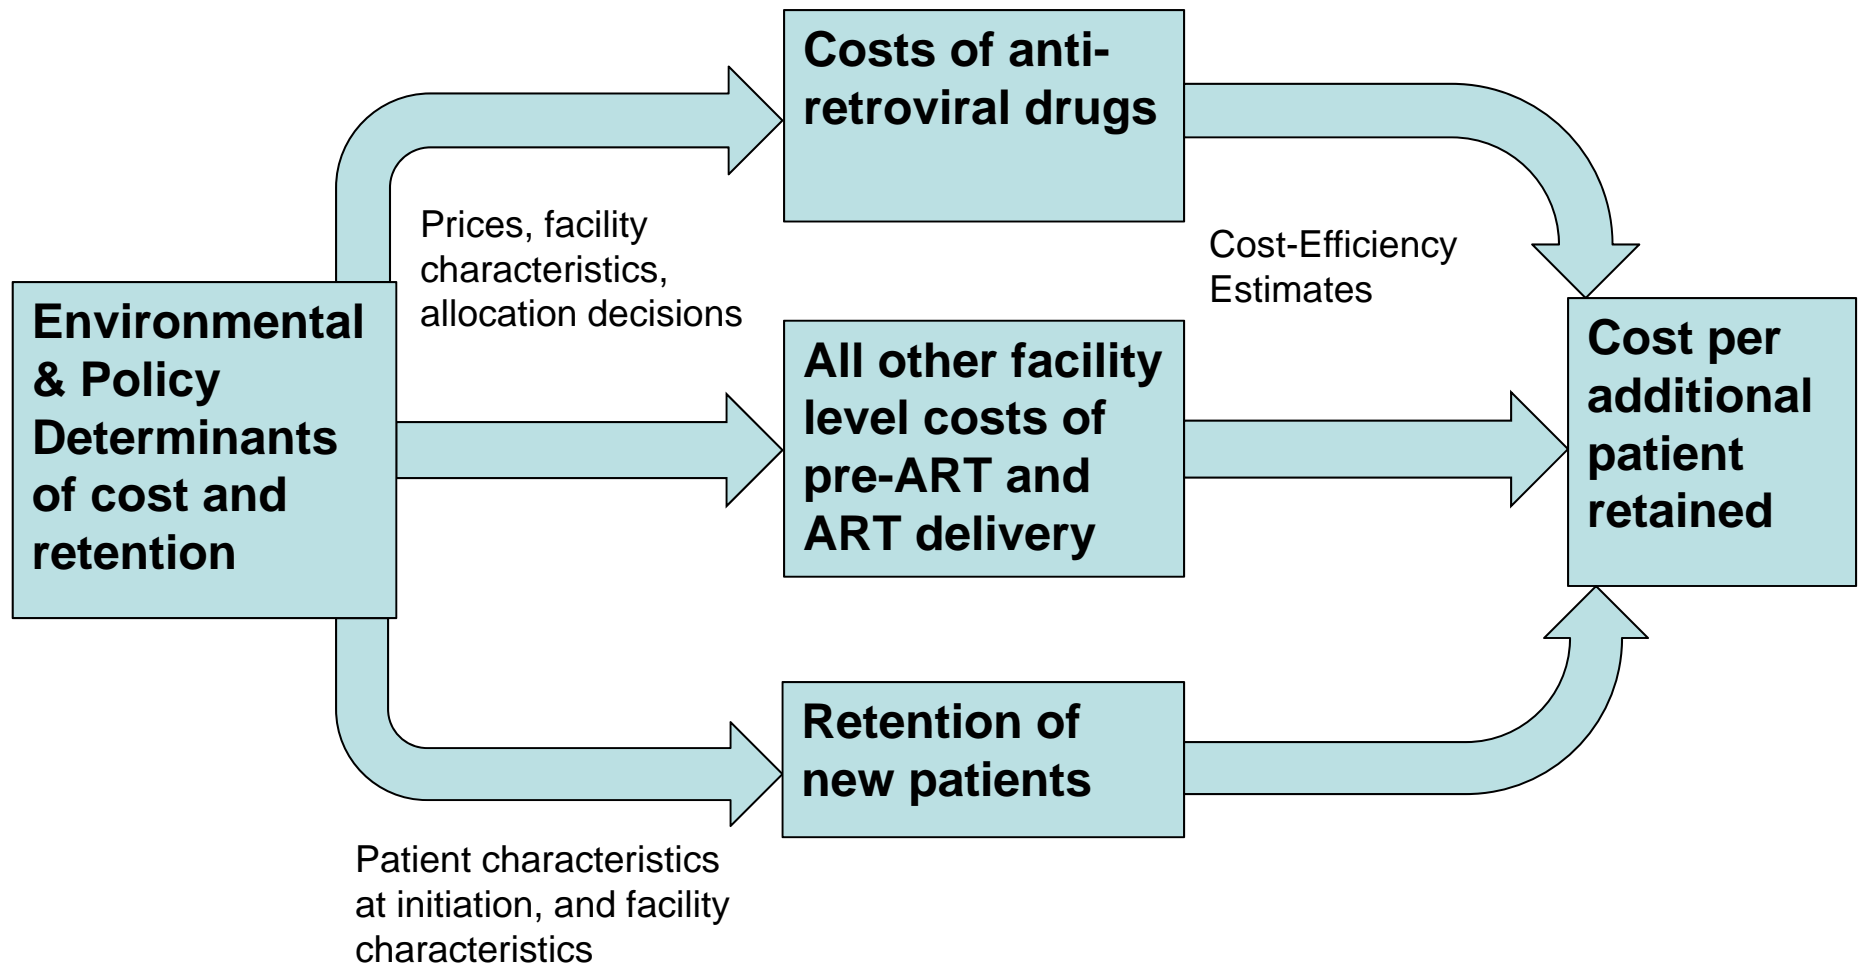 Costs of anti-
retroviral drugs
Prices, facility
characteristics,
allocation decisions
Cost-Efficiency
Estimates
Environmental
& Policy
Determinants
of cost and
retention
All other facility
level costs of
pre-ART and
ART delivery
Cost per
additional
patient
retained
Retention of
new patients
Patient characteristics
at initiation, and facility
characteristics